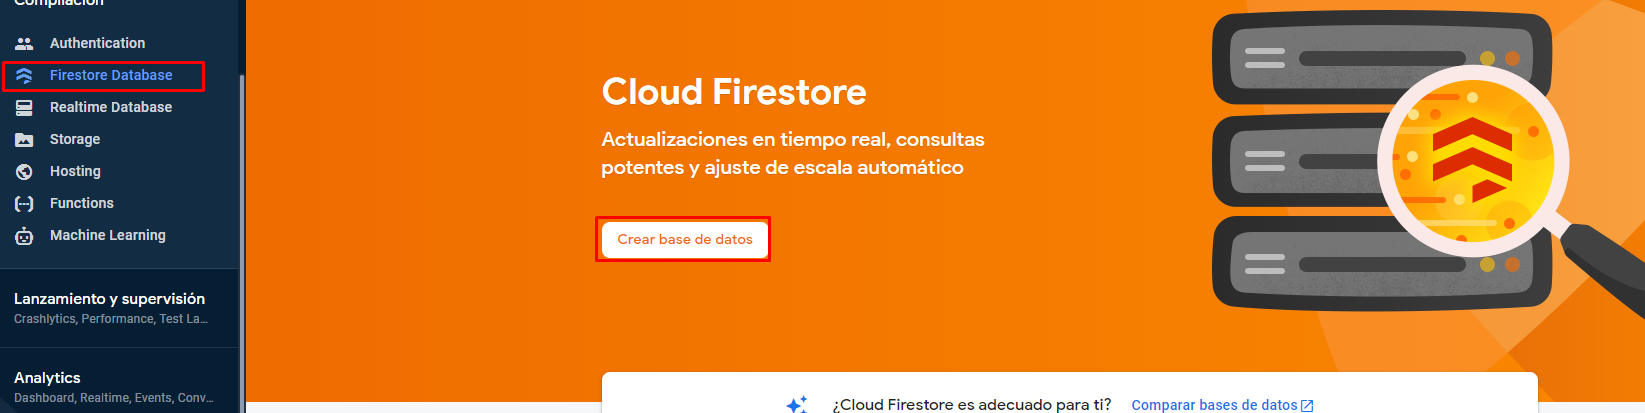 Compilación
Authentication
Firestore Database
Realtime Database
Storage
Hosting
Functions
Machine Learning
Lanzamiento y supervisión
Crashlytics, Performance, Test La...
Analytics
Dashboard, Realtime, Events, Conv...
Cloud Firestore
Actualizaciones en tiempo real, consultas
potentes y ajuste de escala automático
Crear base de datos
¿Cloud Firestore es adecuado para ti? Comparar bases de datos